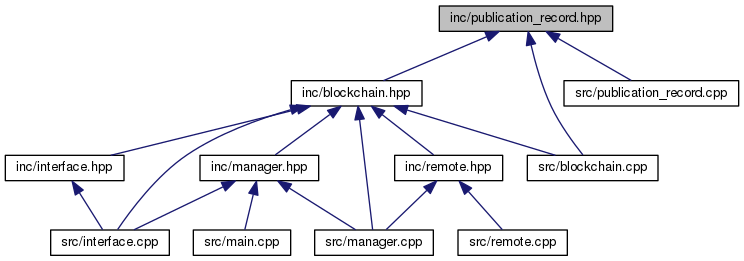 inc/publication_record.hpp
inc/blockchain.hpp
src/publication_record.cpp
inc/interface.hpp
inc/manager.hpp
inc/remote.hpp
src/blockchain.cpp
src/interface.cpp
src/main.cpp
src/manager.cpp
src/remote.cpp